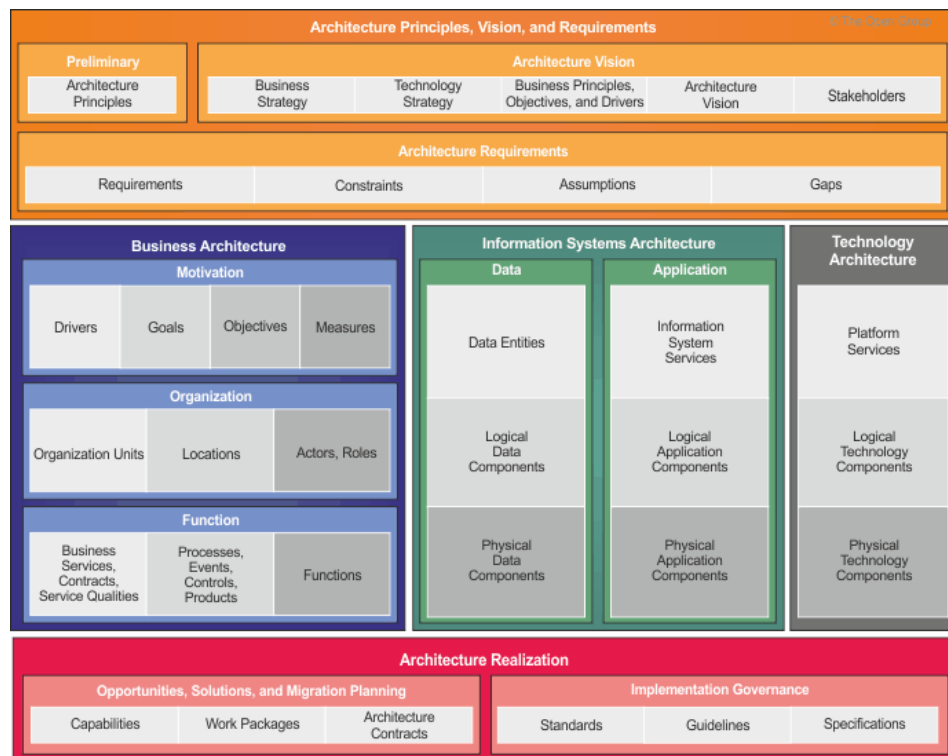 © The Open Group
Architecture Principles, Vision, and Requirements
Preliminary
Architecture
Principles
Architecture Vision
Business
Strategy
Technology
Strategy
Business Principles,
Objectives, and Drivers
Architecture
Vision
Stakeholders
Architecture Requirements
Requirements
Constraints
Assumptions
Gaps
Business Architecture
Motivation
Drivers
Goals
Objectives
Measures
Organization
Organization Units
Locations
Actors, Roles
Function
Business
Services,
Contracts,
Service Qualities
Processes,
Events,
Controls,
Products
Functions
Information Systems Architecture
Data
Data Entities
Logical
Data
Components
Physical
Data
Components
Application
Information
System
Services
Logical
Application
Components
Physical
Application
Components
Technology
Architecture
Platform
Services
Logical
Technology
Components
Physical
Technology
Components
Architecture Realization
Opportunities, Solutions, and Migration Planning
Capabilities
Work Packages
Architecture
Contracts
Implementation Governance
Standards
Guidelines
Specifications